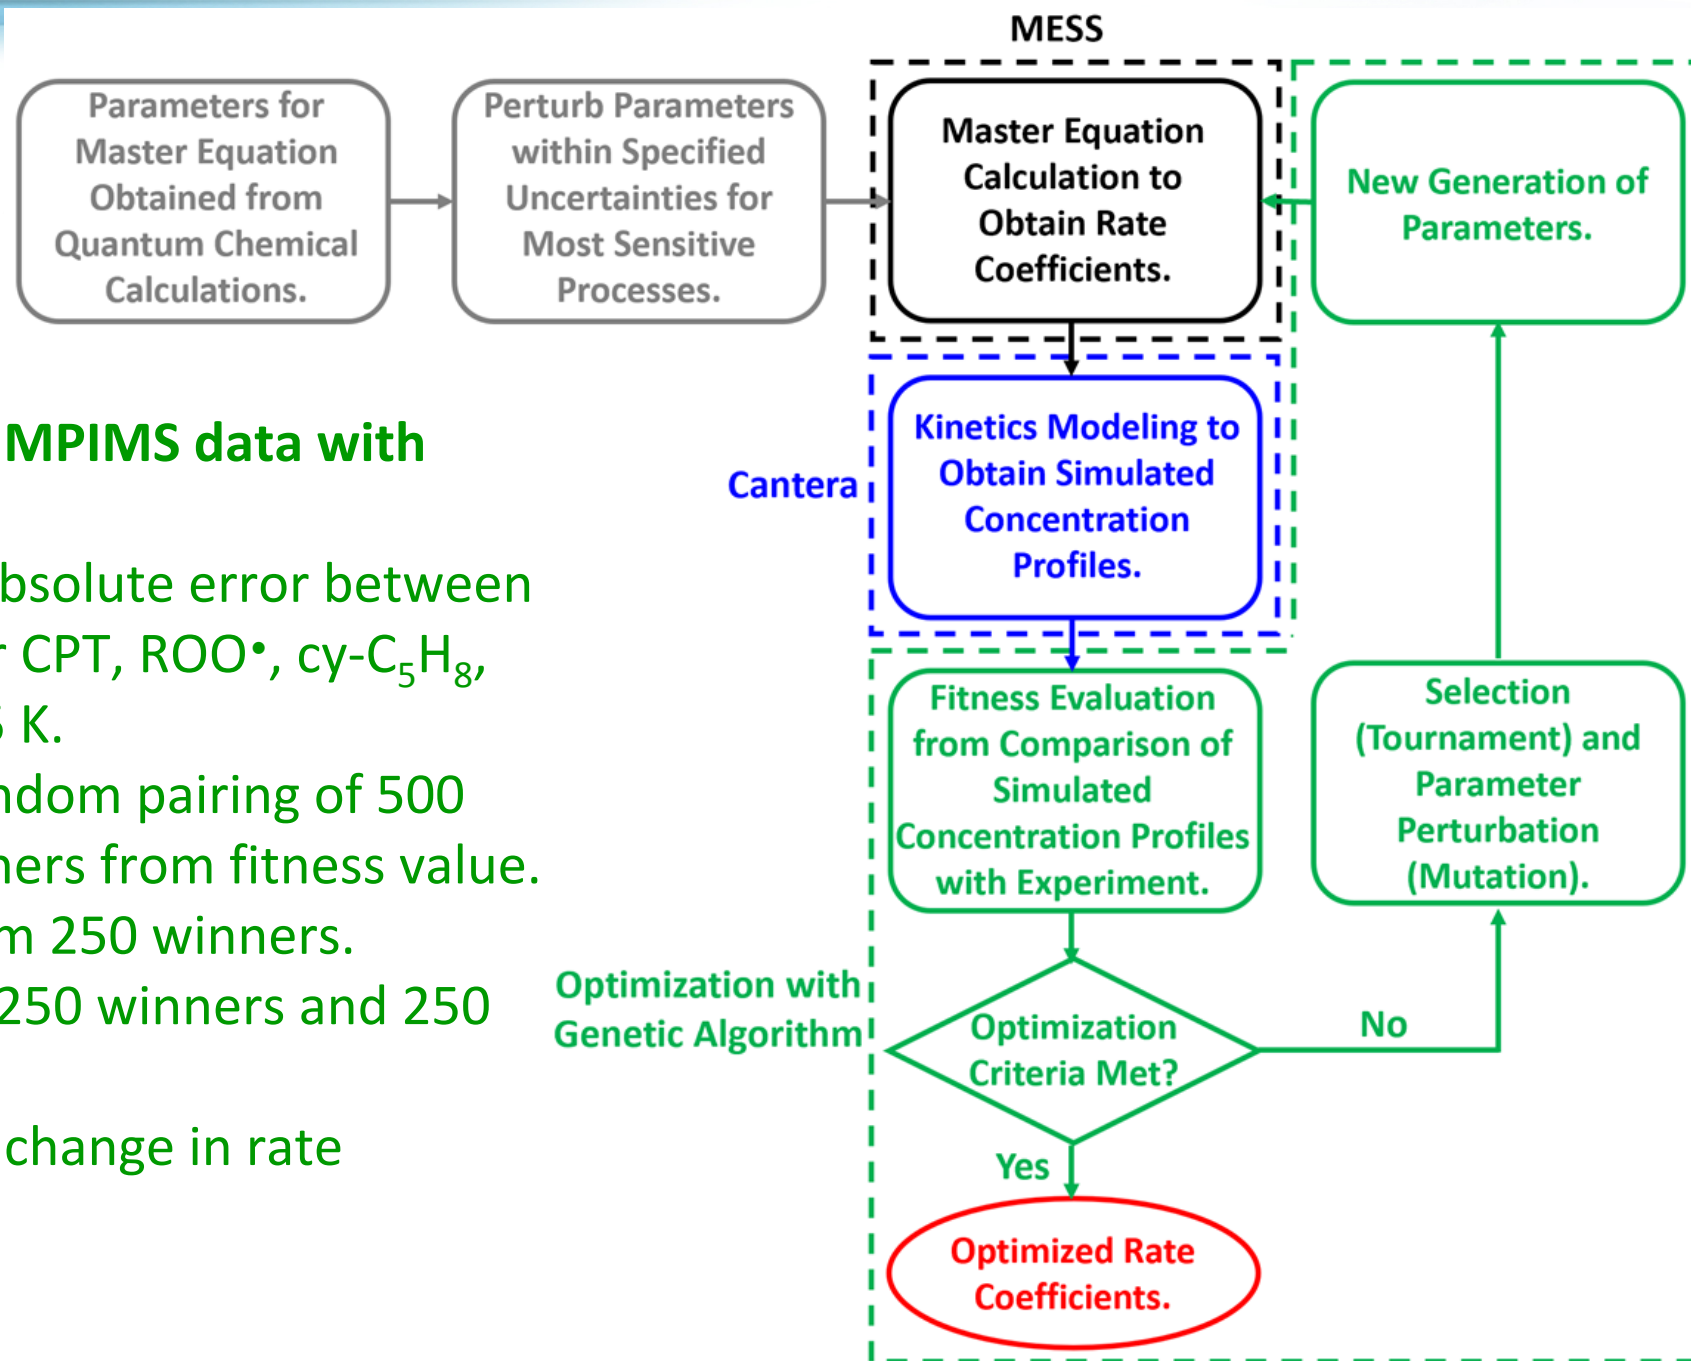 MESS
Parameters for
Master Equation
Obtained from
Quantum Chemical
Calculations.
Perturb Parameters
within Specified
Uncertainties for
Most Sensitive
Processes.
Master Equation
Calculation to
Obtain Rate
Coefficients.
New Generation of
Parameters.
MPIMS data with
bsolute error between
r CPT, ROO•, cy-C₅H₈,
K.
ndom pairing of 500
ners from fitness value.
m 250 winners.
250 winners and 250
change in rate
Cantera
Kinetics Modeling to
Obtain Simulated
Concentration
Profiles.
Fitness Evaluation
from Comparison of
Simulated
Concentration Profiles
with Experiment.
Selection
(Tournament) and
Parameter
Perturbation
(Mutation).
Optimization with
Genetic Algorithm
Optimization
Criteria Met?
No
Yes
Optimized Rate
Coefficients.